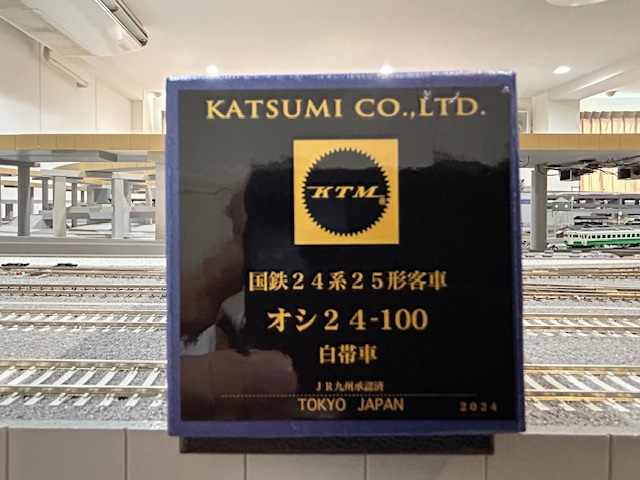 KATSUMI CO.,LTD.
KTM
国鉄24系25形客車
オシ24-100
白帯車
JR九州承認済
TOKYO JAPAN 2024